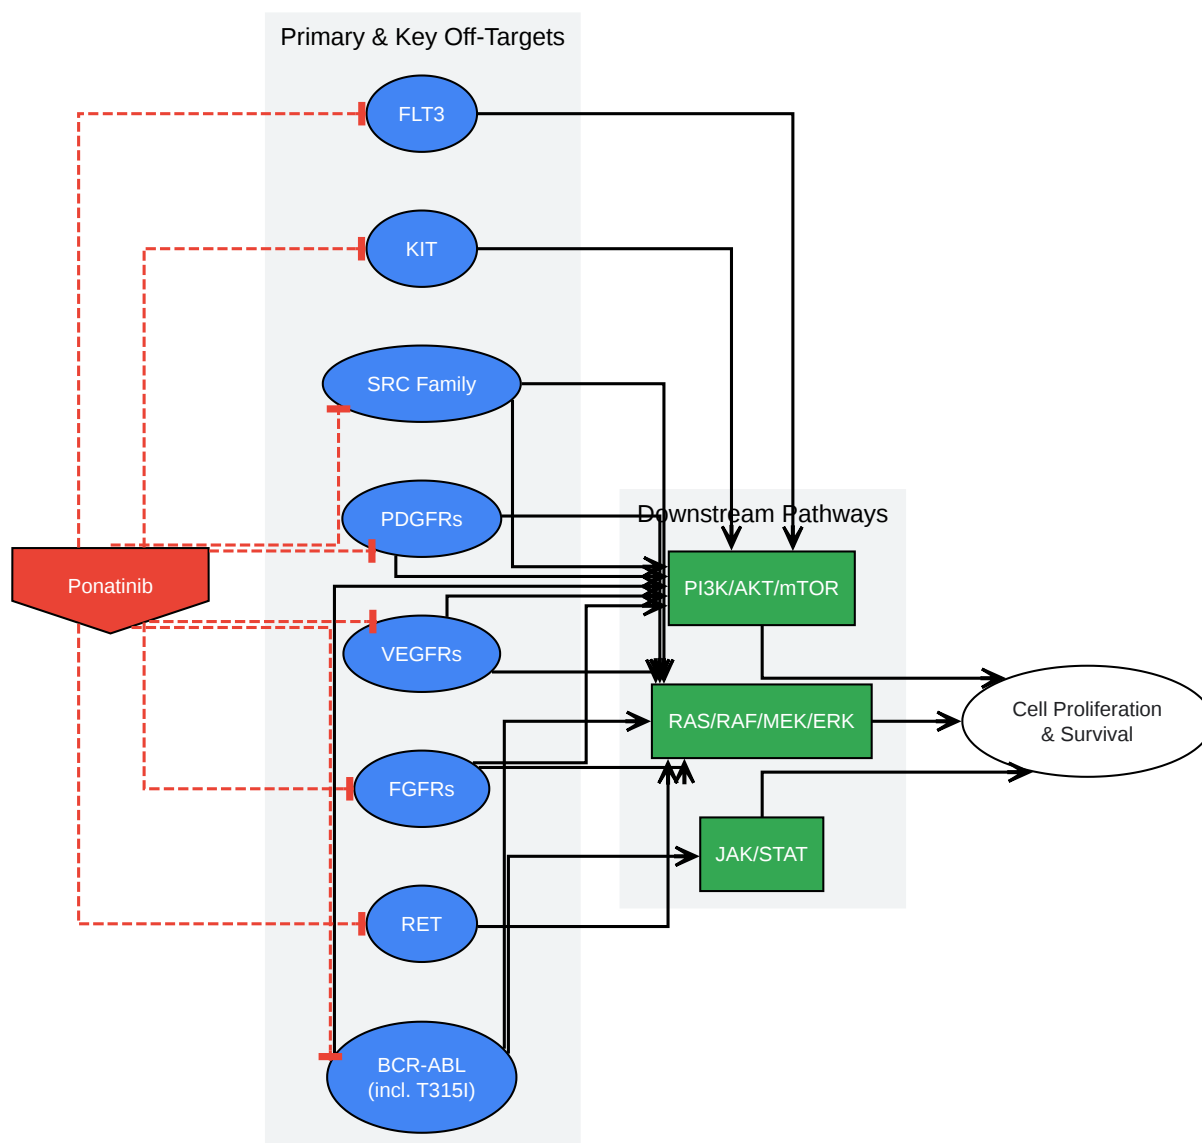 Primary & Key Off-Targets
FLT3
KIT
SRC Family
PDGFRs
Downstream Pathways
Ponatinib
PI3K/AKT/mTOR
VEGFRs
RAS/RAF/MEK/ERK
Cell Proliferation
& Survival
FGFRs
JAK/STAT
RET
BCR-ABL
(incl. T315I)